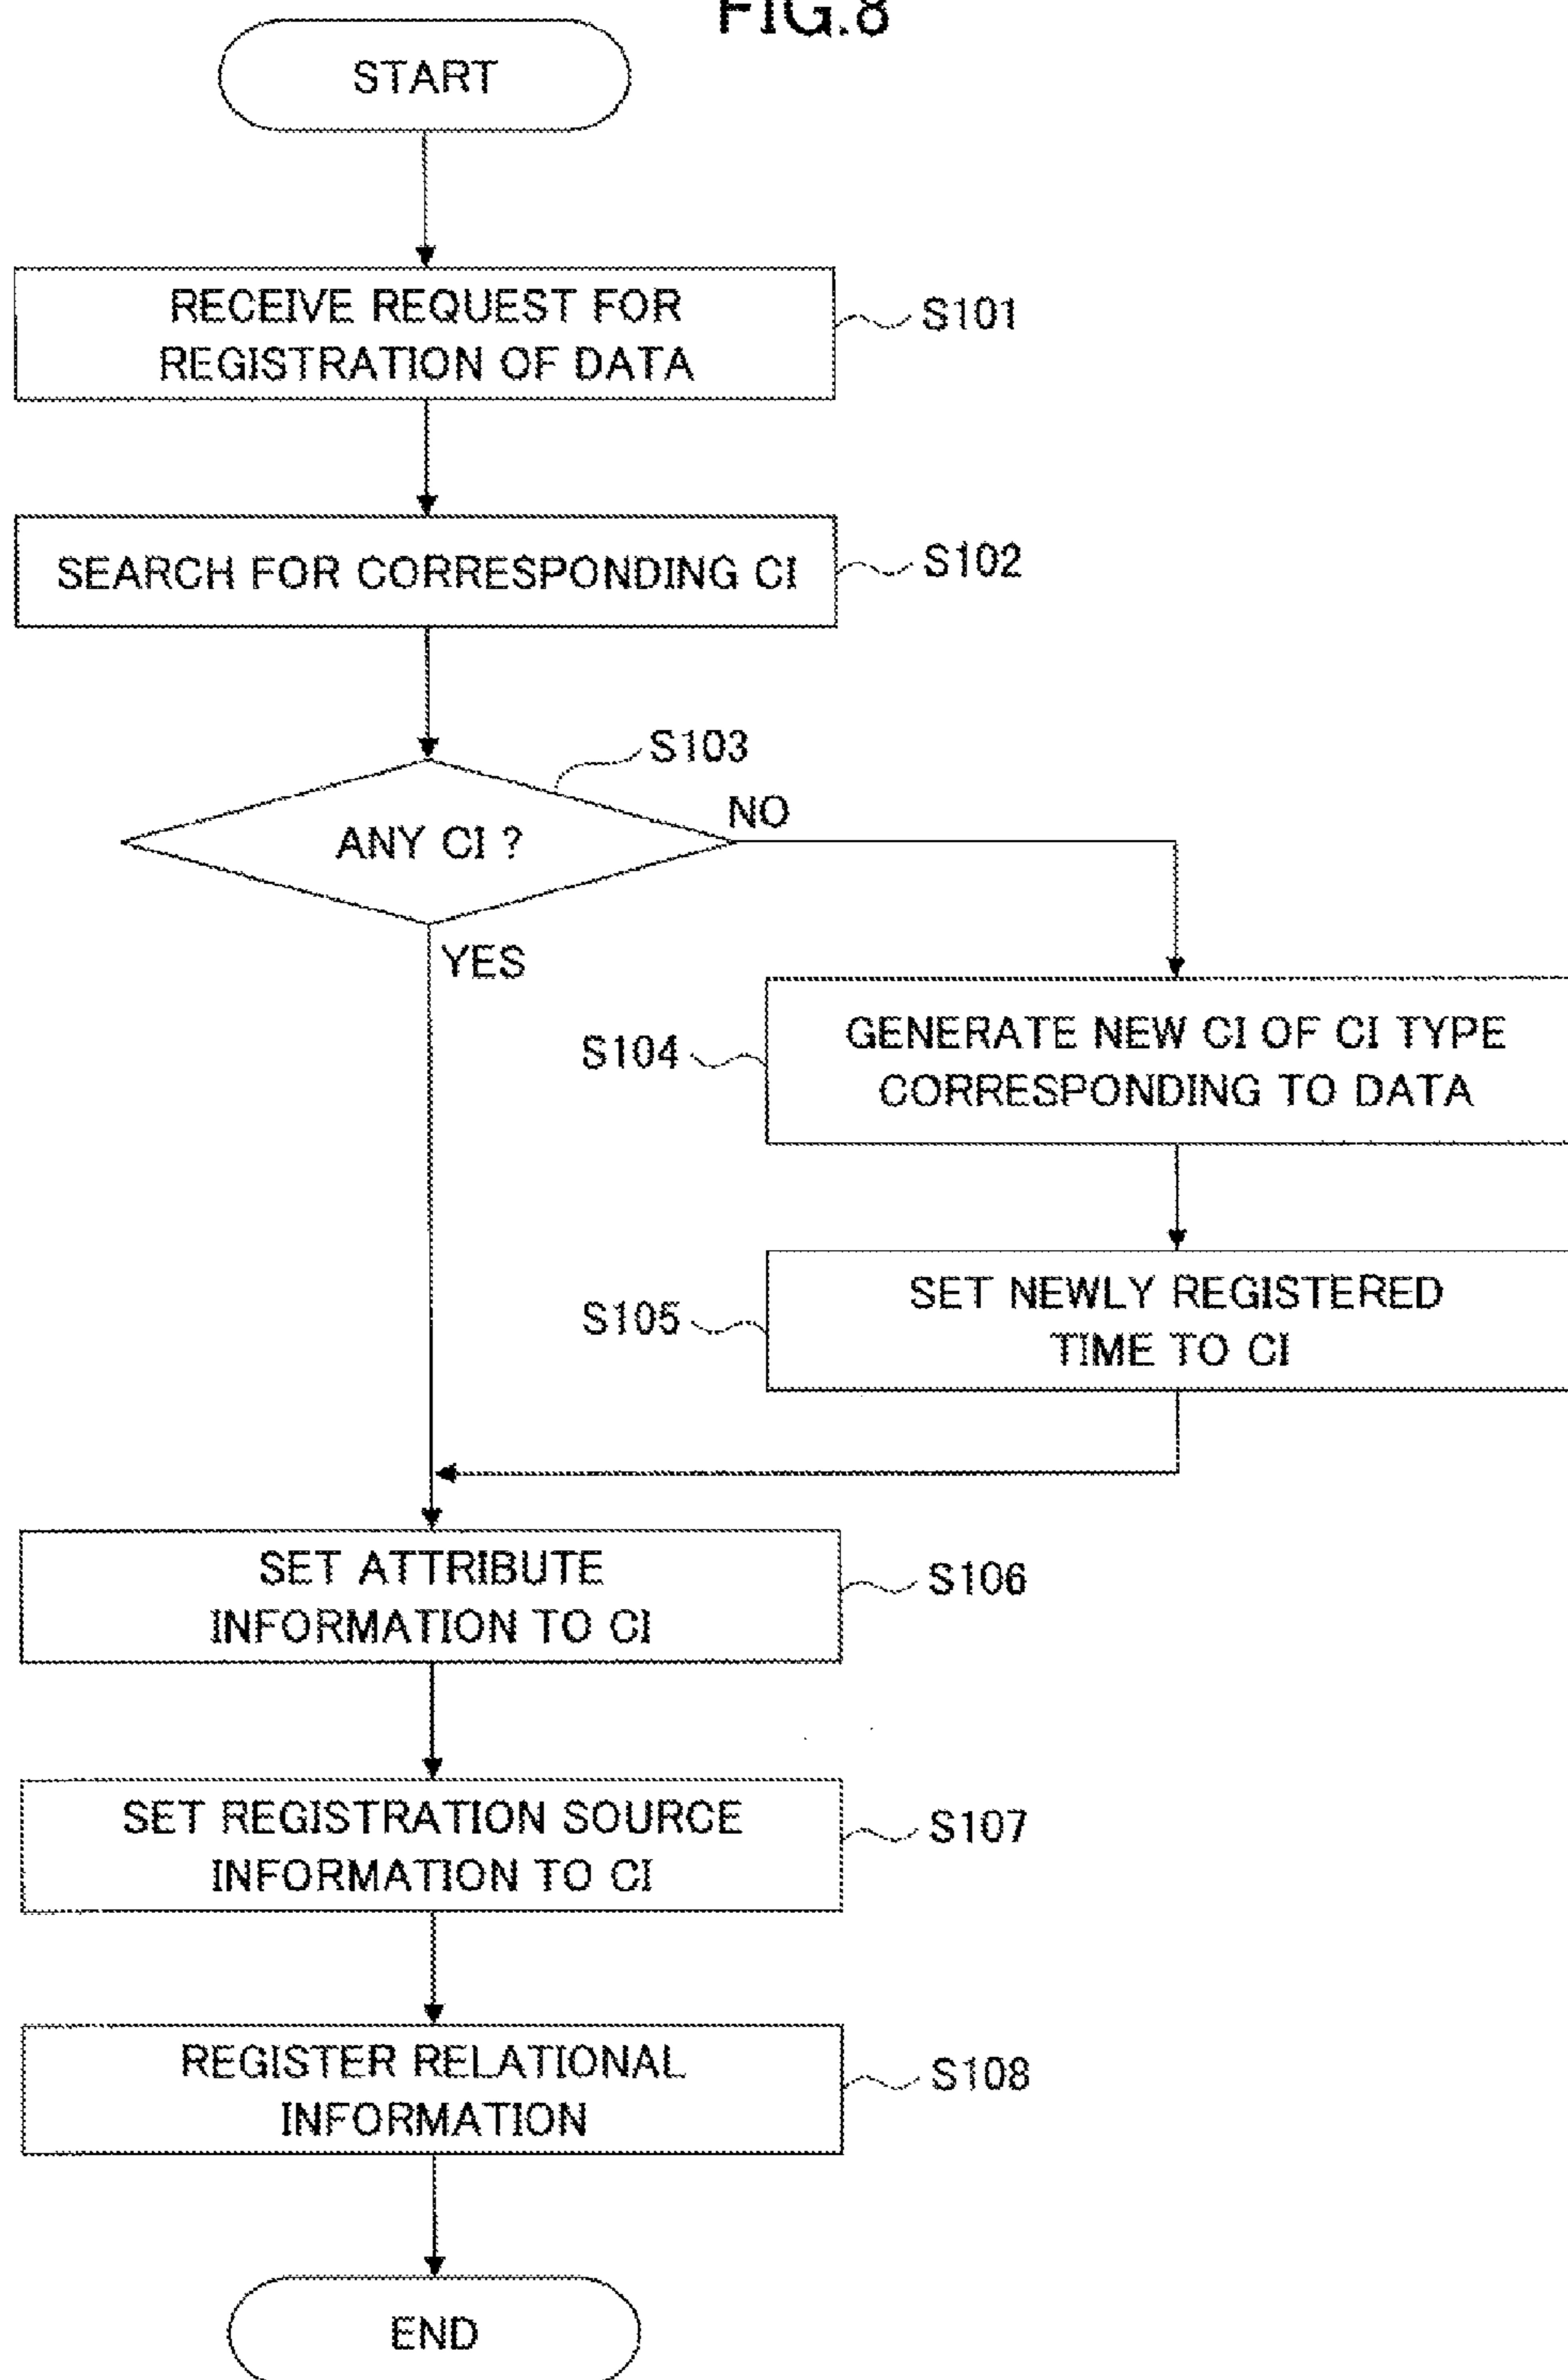 FIG.8
START
RECEIVE REQUEST FOR
REGISTRATION OF DATA
S101
SEARCH FOR CORRESPONDING CI
S102
S103
ANY CI ?
NO
YES
S104
GENERATE NEW CI OF CI TYPE
CORRESPONDING TO DATA
S105
SET NEWLY REGISTERED
TIME TO CI
SET ATTRIBUTE
INFORMATION TO CI
S106
SET REGISTRATION SOURCE
INFORMATION TO CI
S107
REGISTER RELATIONAL
INFORMATION
S108
END